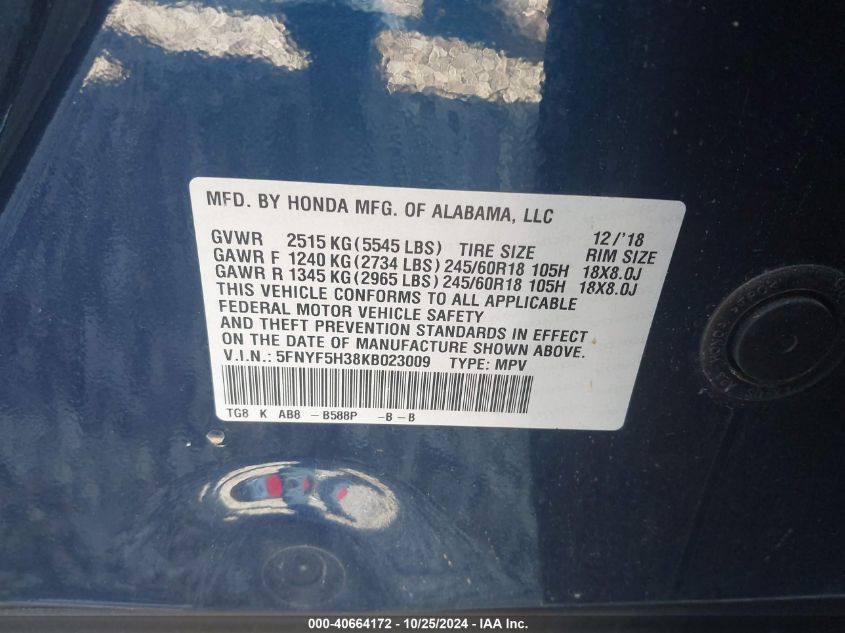 MFD. BY HONDA MFG. OF ALABAMA, LLC
GVWR 2515 KG (5545 LBS) TIRE SIZE 12/'18 RIM SIZE
GAWR F 1240 KG (2734 LBS) 245/60R18 105H 18X8.0J
GAWR R 1345 KG (2965 LBS) 245/60R18 105H 18X8.0J
THIS VEHICLE CONFORMS TO ALL APPLICABLE
FEDERAL MOTOR VEHICLE SAFETY
AND THEFT PREVENTION STANDARDS IN EFFECT
ON THE DATE OF MANUFACTURE SHOWN ABOVE.
V.I.N.: 5FNYF5H38KB023009 TYPE: MPV
TG8 K AB8 -B588P -B-B
000-40664172 - 10/25/2024 - IAA Inc.